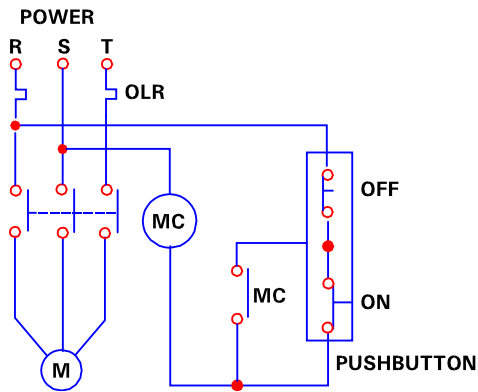 POWER
R S T
OLR
OFF
MC
MC
ON
PUSHBUTTON
M